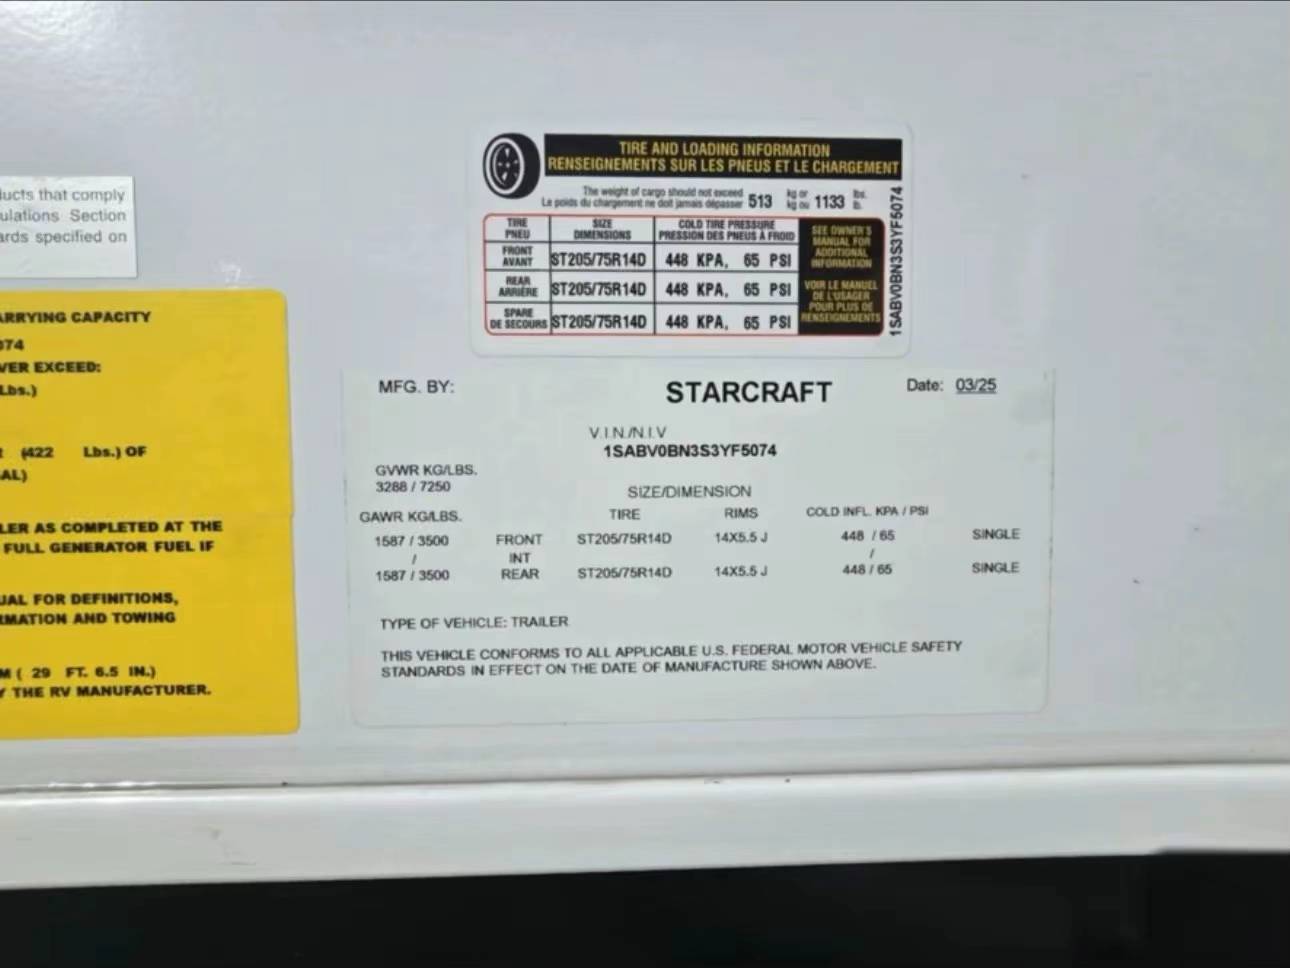 ducts that comply
ulations Section
ards specified on
ARRYING CAPACITY
074
VER EXCEED:
Lbs.)
(422 Lbs.) OF
AL)
LER AS COMPLETED AT THE
FULL GENERATOR FUEL IF
UAL FOR DEFINITIONS,
RMATION AND TOWING
M ( 29 FT. 6.5 IN.)
Y THE RV MANUFACTURER.
TIRE AND LOADING INFORMATION
RENSEIGNEMENTS SUR LES PNEUS ET LE CHARGEMENT
The weight of cargo should not exceed
Le poids du chargement ne doit jamais dépasser 513 kg or kg ou 1133 lbs. lb.
TIRE PNEU SIZE DIMENSIONS COLD TIRE PRESSURE PRESSION DES PNEUS À FROID
FRONT AVANT ST205/75R14D 448 KPA, 65 PSI
REAR ARRIÈRE ST205/75R14D 448 KPA, 65 PSI
SPARE DE SECOURS ST205/75R14D 448 KPA, 65 PSI
SEE OWNER'S
MANUAL FOR
ADDITIONAL
INFORMATION
VOIR LE MANUEL
DE L'USAGER
POUR PLUS DE
RENSEIGNEMENTS
1SABV0BN3S3YF5074
MFG. BY: STARCRAFT Date: 03/25
V.I.N./N.I.V
1SABV0BN3S3YF5074
GVWR KG/LBS.
3288 / 7250
SIZE/DIMENSION
GAWR KG/LBS. TIRE RIMS COLD INFL. KPA / PSI
1587 / 3500 FRONT ST205/75R14D 14X5.5 J 448 / 65 SINGLE
/ INT /
1587 / 3500 REAR ST205/75R14D 14X5.5 J 448 / 65 SINGLE
TYPE OF VEHICLE: TRAILER
THIS VEHICLE CONFORMS TO ALL APPLICABLE U.S. FEDERAL MOTOR VEHICLE SAFETY
STANDARDS IN EFFECT ON THE DATE OF MANUFACTURE SHOWN ABOVE.